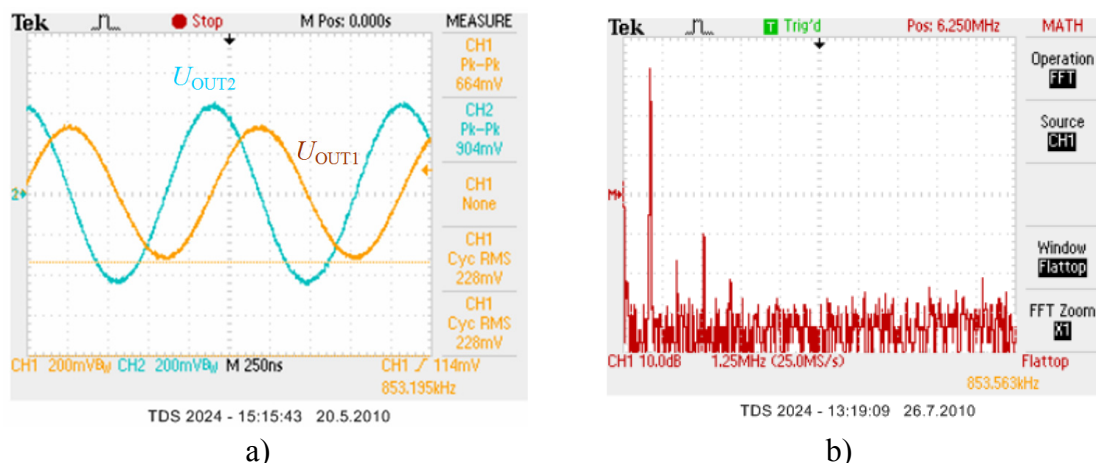 Tek Stop M Pos: 0.000s MEASURE
CH1
Pk-Pk
664mV
U_OUT2
CH2
Pk-Pk
904mV
U_OUT1
2
CH1
None
CH1
Cyc RMS
228mV
CH1
Cyc RMS
228mV
CH1 200mVBW CH2 200mVBW M 250ns CH1 114mV
853.195kHz
TDS 2024 - 15:15:43 20.5.2010
a)
Tek T Trig'd Pos: 6.250MHz MATH
Operation
FFT
Source
CH1
M
Window
Flattop
FFT Zoom
X1
CH1 10.0dB 1.25MHz (25.0MS/s) Flattop
853.563kHz
TDS 2024 - 13:19:09 26.7.2010
b)